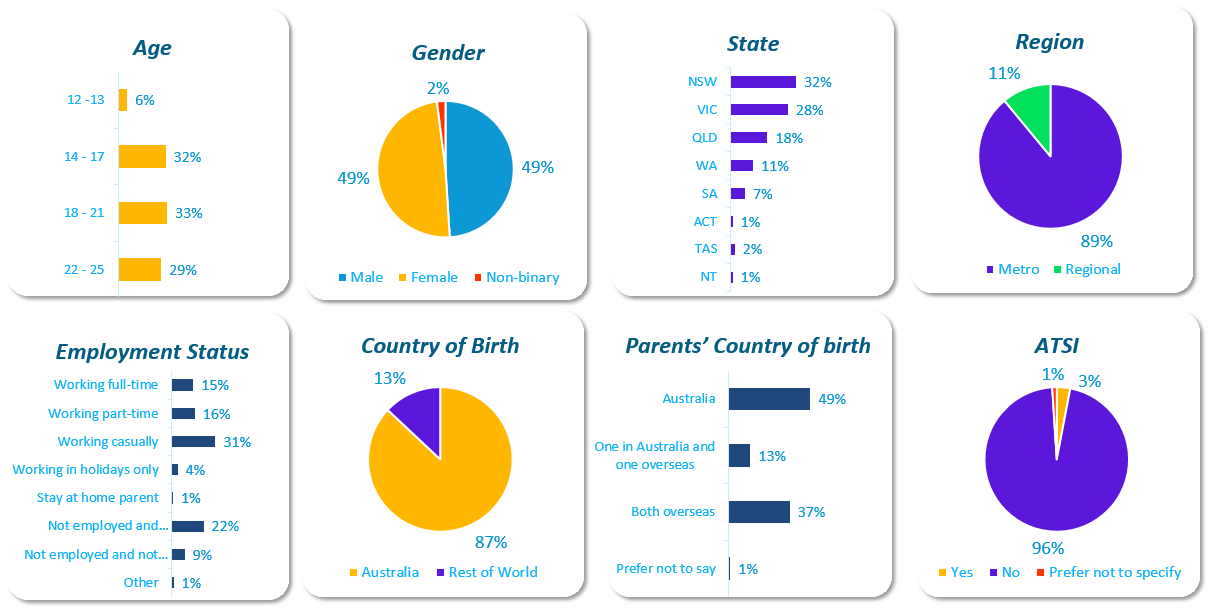 Age
12 -13 6%
14 - 17 32%
18 - 21 33%
22 - 25 29%
Gender
2%
49% 49%
Male Female Non-binary
State
NSW 32%
VIC 28%
QLD 18%
WA 11%
SA 7%
ACT 1%
TAS 2%
NT 1%
Region
11%
89%
Metro Regional
Employment Status
Working full-time 15%
Working part-time 16%
Working casually 31%
Working in holidays only 4%
Stay at home parent 1%
Not employed and... 22%
Not employed and not... 9%
Other 1%
Country of Birth
13%
87%
Australia Rest of World
Parents’ Country of birth
Australia 49%
One in Australia and
one overseas 13%
Both overseas 37%
Prefer not to say 1%
ATSI
1% 3%
96%
Yes No Prefer not to specify